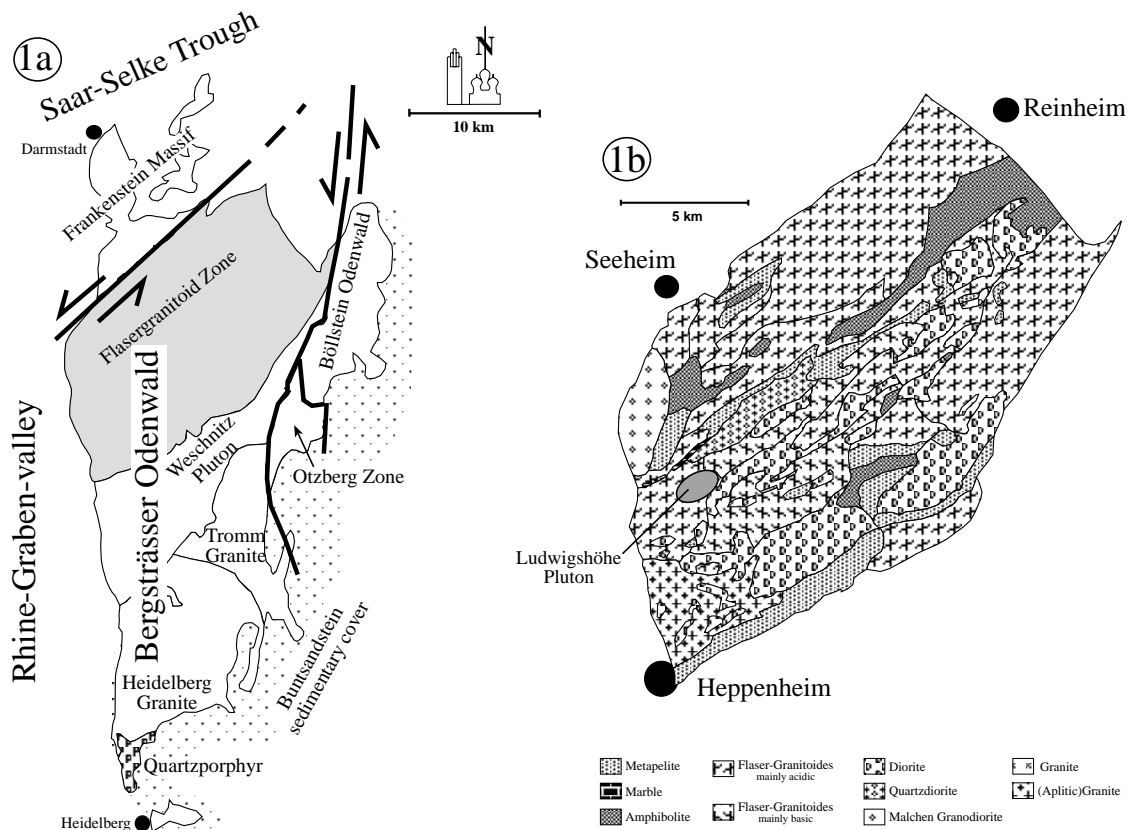 1a
Saar-Selke Trough
N
10 km
Darmstadt
Frankenstein Massif
Flasergranitoid Zone
Böllstein Odenwald
Rhine-Graben-valley
Bergsträsser Odenwald
Weschnitz
Pluton
Otzberg Zone
Tromm
Granite
Buntsandstein
sedimentary cover
Heidelberg
Granite
Quartzporphyr
Heidelberg
1b
Reinheim
5 km
Seeheim
Ludwigshöhe
Pluton
Heppenheim
Metapelite
Marble
Amphibolite
Flaser-Granitoides
mainly acidic
Flaser-Granitoides
mainly basic
Diorite
Quartzdiorite
Malchen Granodiorite
Granite
(Aplitic)Granite